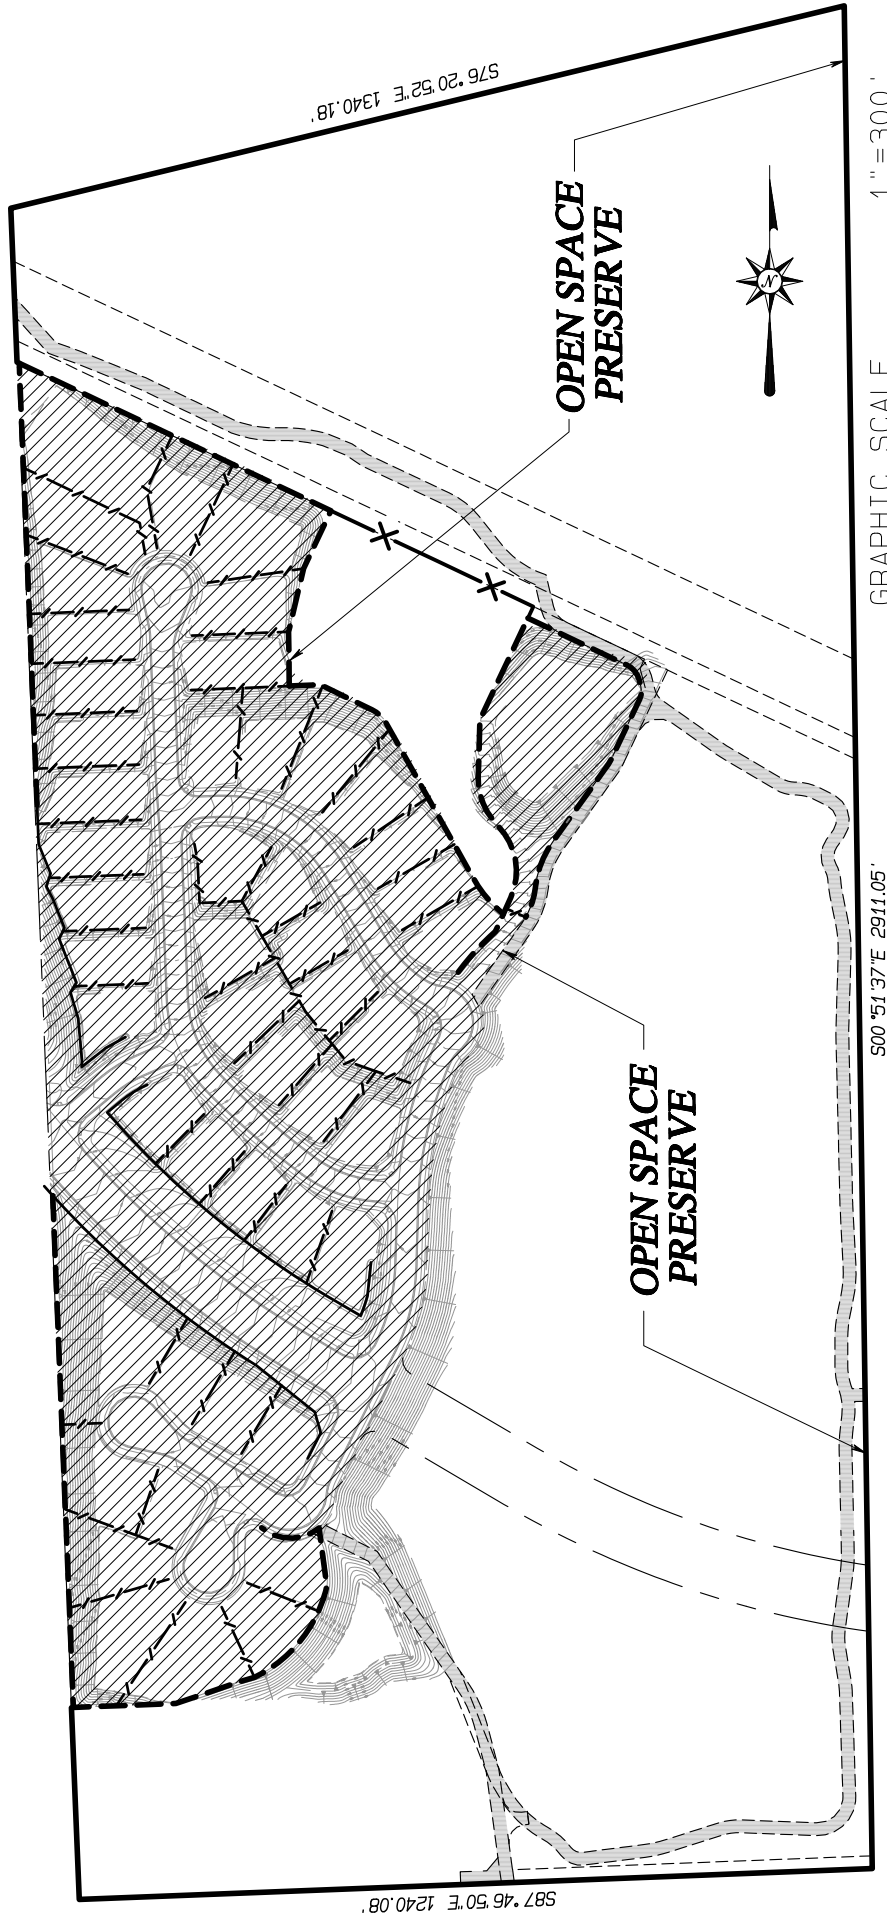 S76°20'52"E 1340.18'
OPEN SPACE
PRESERVE
N
1"=300'
GRAPHIC SCALE
S00°51'37"E 2911.05'
OPEN SPACE
PRESERVE
S87°46'50"E 1240.08'